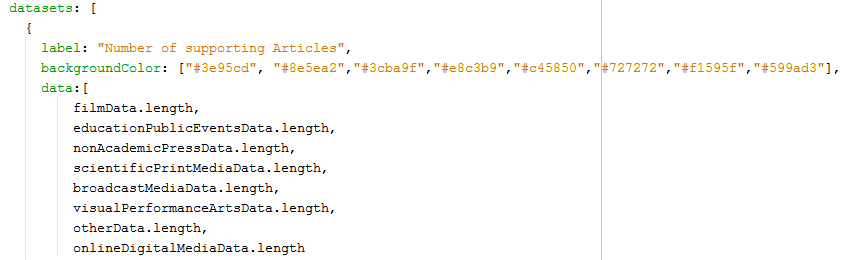 datasets: [
{
label: "Number of supporting Articles",
backgroundColor: ["#3e95cd", "#8e5ea2","#3cba9f","#e8c3b9","#c45850","#727272","#f1595f","#599ad3"],
data:[
filmData.length,
educationPublicEventsData.length,
nonAcademicPressData.length,
scientificPrintMediaData.length,
broadcastMediaData.length,
visualPerformanceArtsData.length,
otherData.length,
onlineDigitalMediaData.length